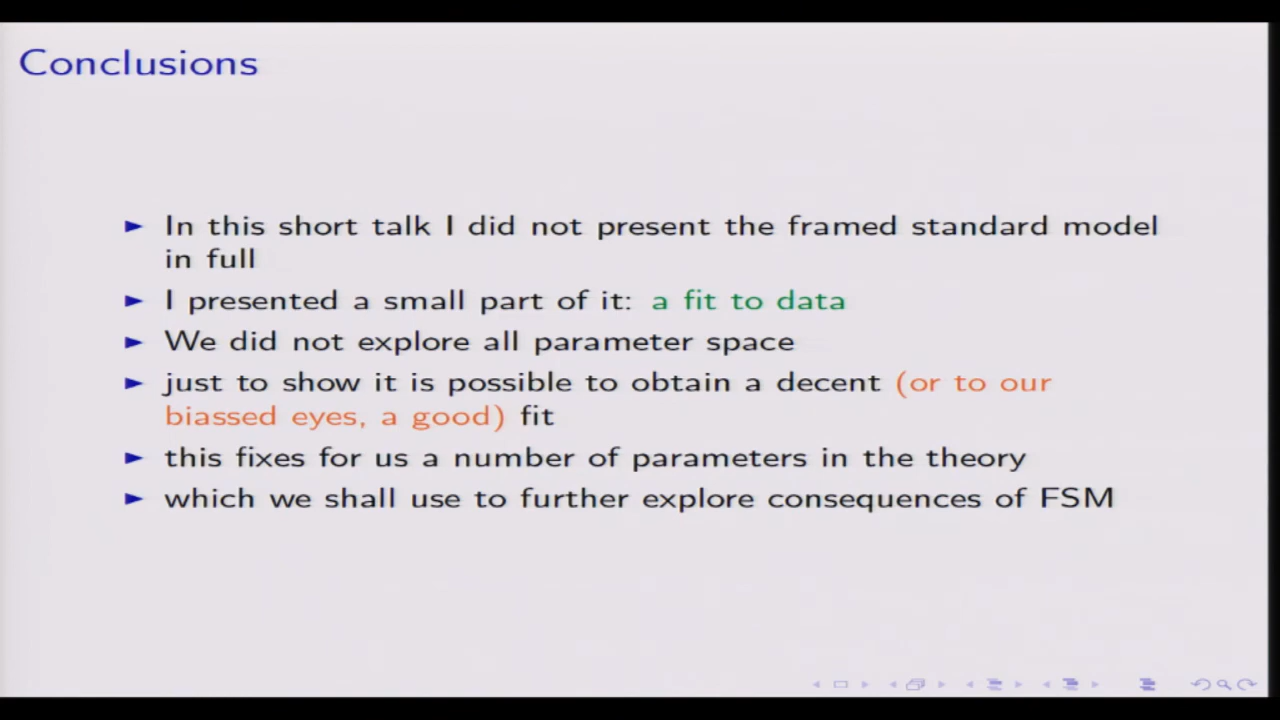 Conclusions
In this short talk I did not present the framed standard model
in full
I presented a small part of it: a fit to data
We did not explore all parameter space
just to show it is possible to obtain a decent (or to our
biassed eyes, a good) fit
this fixes for us a number of parameters in the theory
which we shall use to further explore consequences of FSM